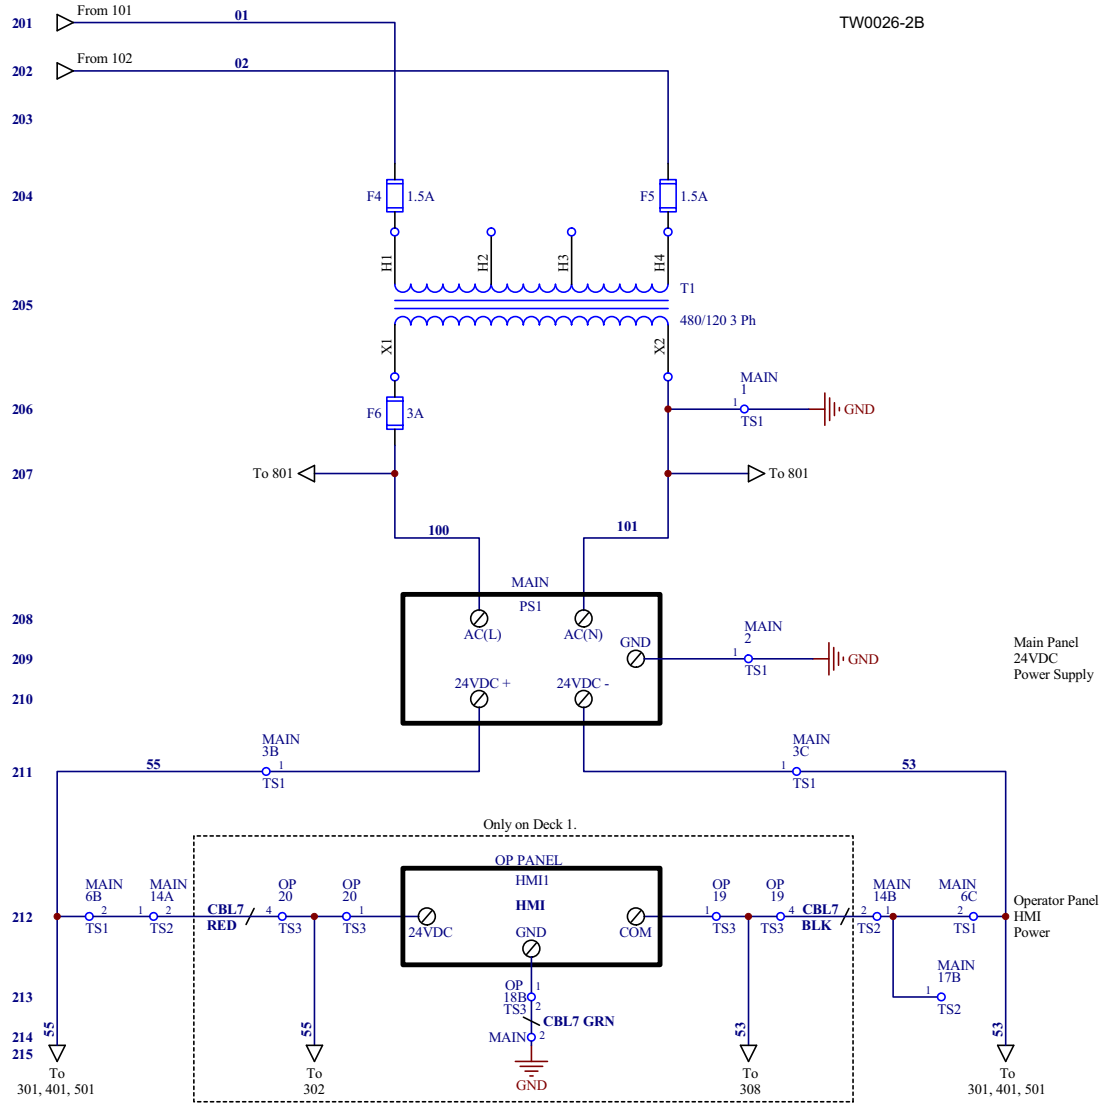 TW0026-2B
201 From 101 01
202 From 102 02
203
204 F4 1.5A F5 1.5A
H1 H2 H3 H4
T1
205
480/120 3 Ph
X1 X2
MAIN
1
206 F6 3A 1 GND
TS1
207 To 801 To 801
100 101
MAIN
PS1
208
AC(L) AC(N)
MAIN
2
GND
209 1 GND
TS1
Main Panel
24VDC
Power Supply
24VDC + 24VDC -
210
MAIN
3B
MAIN
3C
211 55 1 1 53
TS1 TS1
Only on Deck 1.
OP PANEL
HMI1
HMI
MAIN
6B
MAIN
14A
OP
20
OP
20
OP
19
OP
19
MAIN
14B
MAIN
6C
212 2 1 2 CBL7 4 1 1 4 CBL7 2 1 2
TS1 TS2 RED TS3 TS3 24VDC COM TS3 TS3 BLK TS2 TS1
Operator Panel
HMI
Power
GND
MAIN
17B
213 OP 1 1
18B
TS3 2 TS2
CBL7 GRN
214 MAIN 2
215
55 55 53 53
GND
To
301, 401, 501
To
302
To
308
To
301, 401, 501